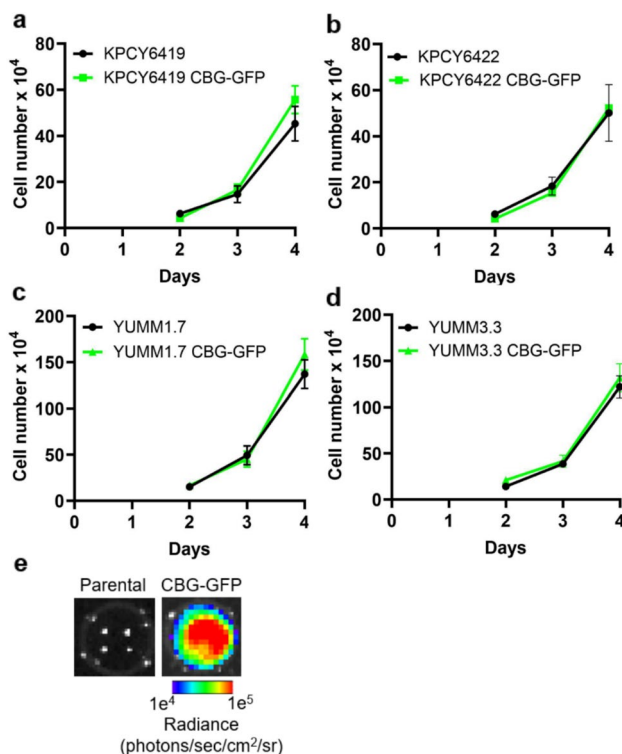 a
KPCY6419
KPCY6419 CBG-GFP
Cell number x 10⁴
80
60
40
20
0
0 1 2 3 4
Days
b
KPCY6422
KPCY6422 CBG-GFP
Cell number x 10⁴
80
60
40
20
0
0 1 2 3 4
Days
c
YUMM1.7
YUMM1.7 CBG-GFP
Cell number x 10⁴
200
150
100
50
0
0 1 2 3 4
Days
d
YUMM3.3
YUMM3.3 CBG-GFP
Cell number x 10⁴
200
150
100
50
0
0 1 2 3 4
Days
e
Parental CBG-GFP
1e⁴ 1e⁵
Radiance
(photons/sec/cm²/sr)